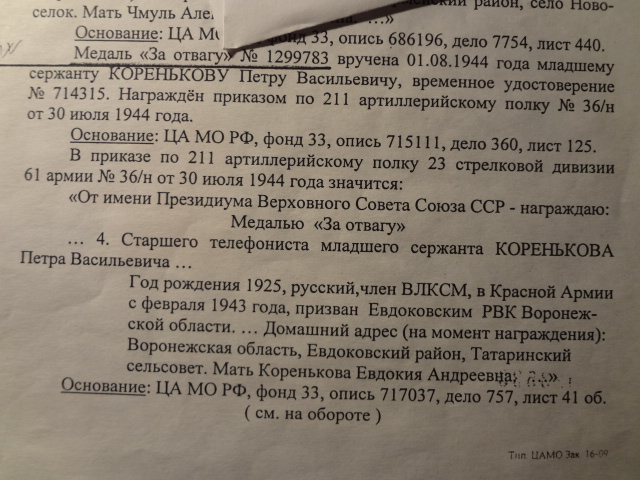 район, село Ново-
селок. Мать Чмуль
Основание: ЦА фонд 33, опись 686196, дело 7754, лист 440.
Медаль «За отвагу» № 1299783 вручена 01.08.1944 года младшему
сержанту КОРЕНЬКОВУ Петру Васильевичу, временное удостоверение
№ 714315. Награждён приказом по 211 артиллерийскому полку № 36/н
от 30 июля 1944 года.
Основание: ЦА МО РФ, фонд 33, опись 715111, дело 360, лист 125.
В приказе по 211 артиллерийскому полку 23 стрелковой дивизии
61 армии № 36/н от 30 июля 1944 года значится:
«От имени Президиума Верховного Совета Союза ССР - награждаю:
Медалью «За отвагу»
… 4. Старшего телефониста младшего сержанта КОРЕНЬКОВА
Петра Васильевича …
Год рождения 1925, русский,член ВЛКСМ, в Красной Армии
с февраля 1943 года, призван Евдоковским РВК Воронеж-
ской области. … Домашний адрес (на момент награждения):
Воронежская область, Евдоковский район, Татаринский
сельсовет. Мать Коренькова Евдокия Андреевна
Основание: ЦА МО РФ, фонд 33, опись 717037, дело 757, лист 41 об.
( см. на обороте )
Тип. ЦАМО Зак. 16-09